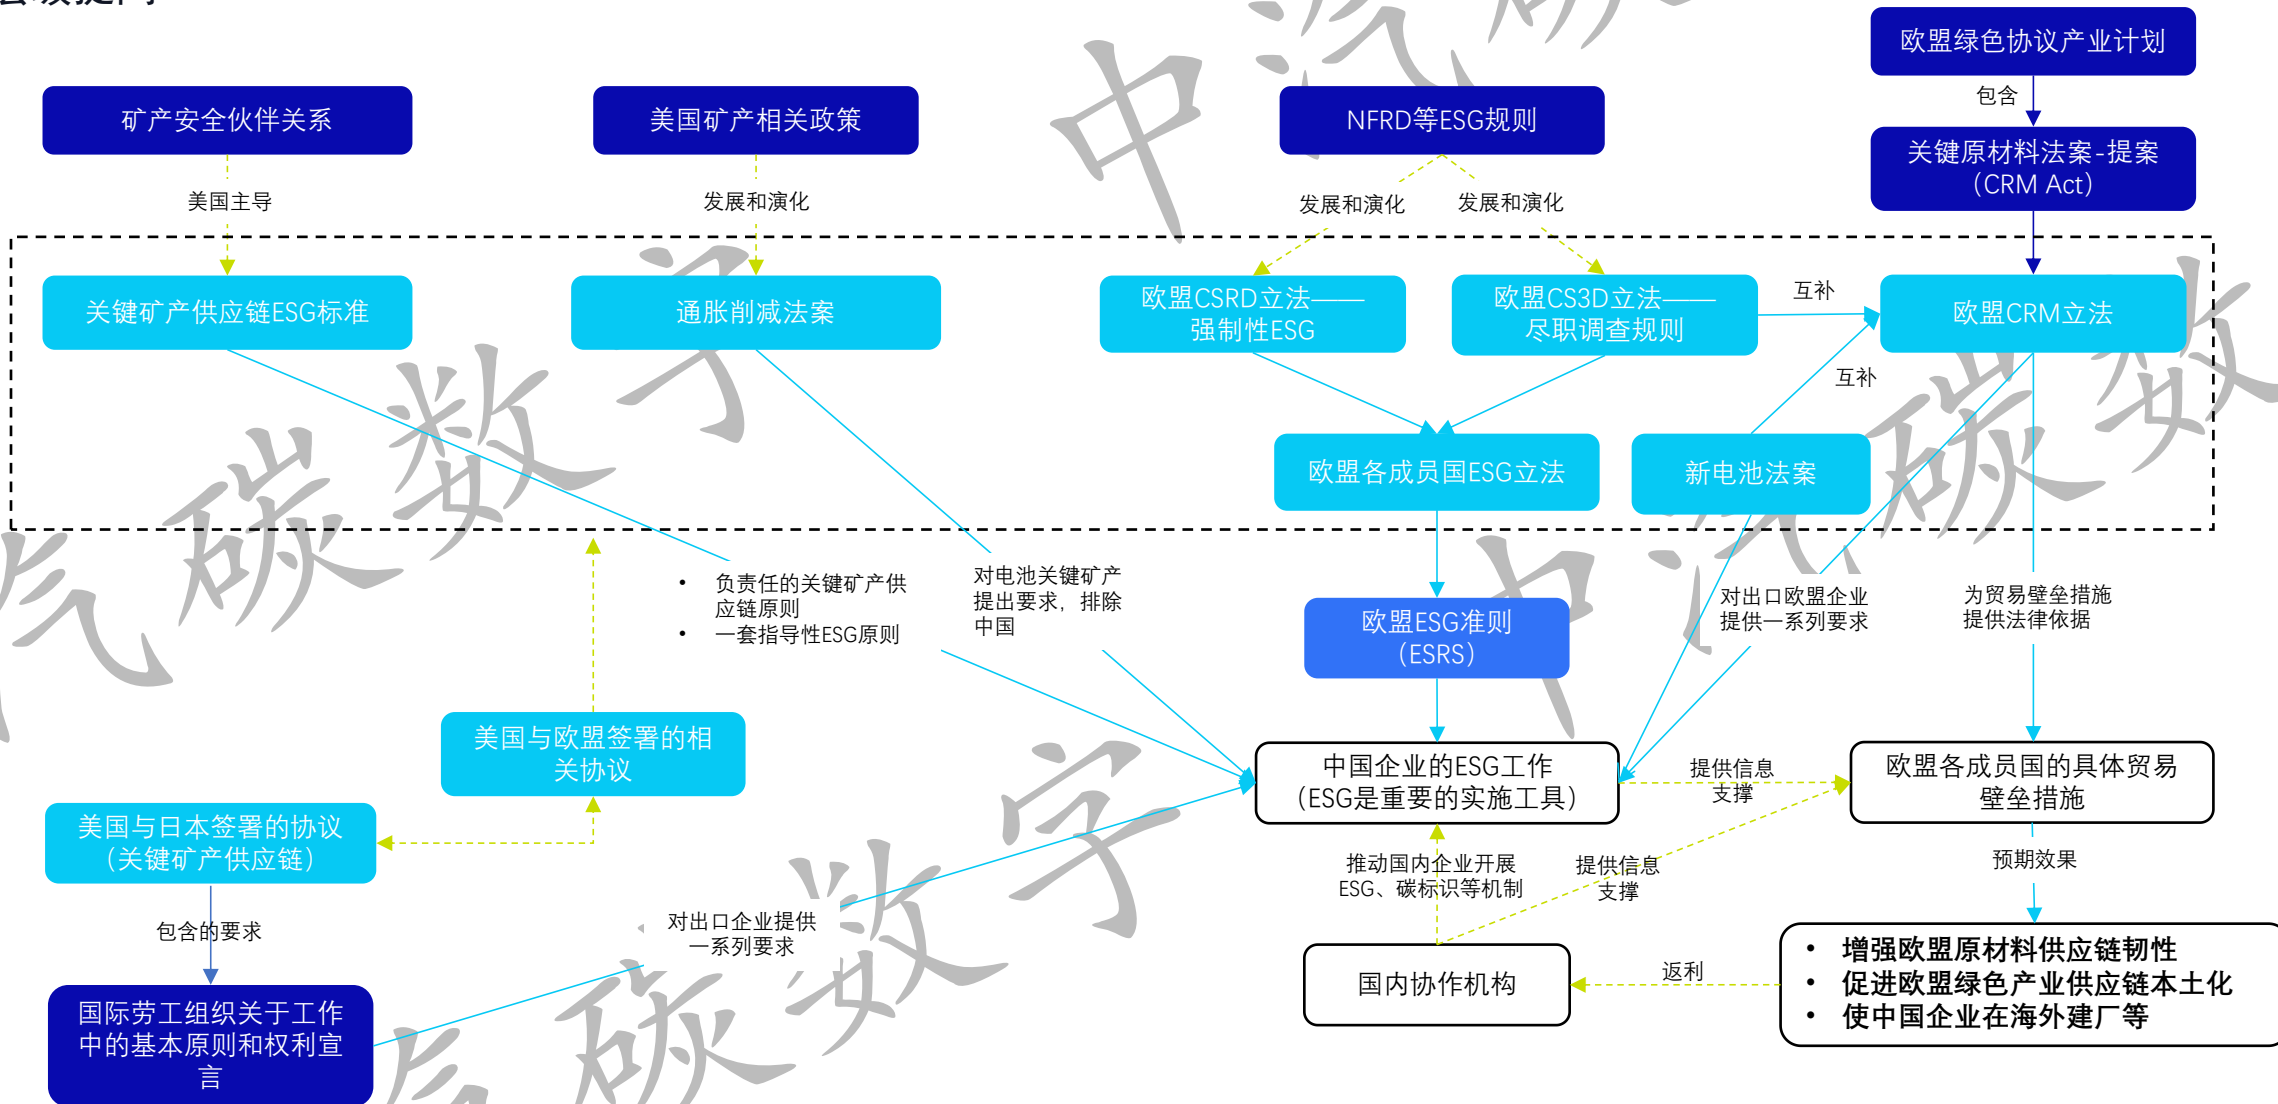 欧盟绿色协议产业计划
包含
矿产安全伙伴关系
美国矿产相关政策
NFRD等ESG规则
关键原材料法案-提案
（CRM Act）
美国主导
发展和演化
发展和演化
发展和演化
关键矿产供应链ESG标准
通胀削减法案
欧盟CSRD立法——
强制性ESG
欧盟CS3D立法——
尽职调查规则
互补
欧盟CRM立法
互补
欧盟各成员国ESG立法
新电池法案
• 负责任的关键矿产供
应链原则
• 一套指导性ESG原则
对电池关键矿产
提出要求，排除
中国
欧盟ESG准则
（ESRS）
对出口欧盟企业
提供一系列要求
为贸易壁垒措施
提供法律依据
美国与欧盟签署的相
关协议
中国企业的ESG工作
（ESG是重要的实施工具）
提供信息
支撑
欧盟各成员国的具体贸易
壁垒措施
美国与日本签署的协议
（关键矿产供应链）
推动国内企业开展
ESG、碳标识等机制
提供信息
支撑
预期效果
包含的要求
对出口企业提供
一系列要求
国内协作机构
返利
• 增强欧盟原材料供应链韧性
• 促进欧盟绿色产业供应链本土化
• 使中国企业在海外建厂等
国际劳工组织关于工作
中的基本原则和权利宣
言
中汽碳数
汽碳数字
中汽碳数
汽碳数字